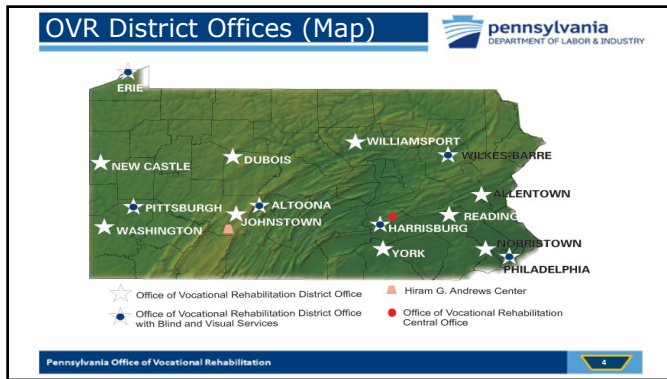 OVR District Offices (Map)
pennsylvania
DEPARTMENT OF LABOR & INDUSTRY
ERIE
WILLIAMSPORT
NEW CASTLE
DUBOIS
WILKES-BARRE
ALLENTOWN
PITTSBURGH
ALTOONA
JOHNSTOWN
READING
WASHINGTON
HARRISBURG
YORK
NORRISTOWN
PHILADELPHIA
Office of Vocational Rehabilitation District Office
Hiram G. Andrews Center
Office of Vocational Rehabilitation District Office
with Blind and Visual Services
Office of Vocational Rehabilitation
Central Office
Pennsylvania Office of Vocational Rehabilitation
4